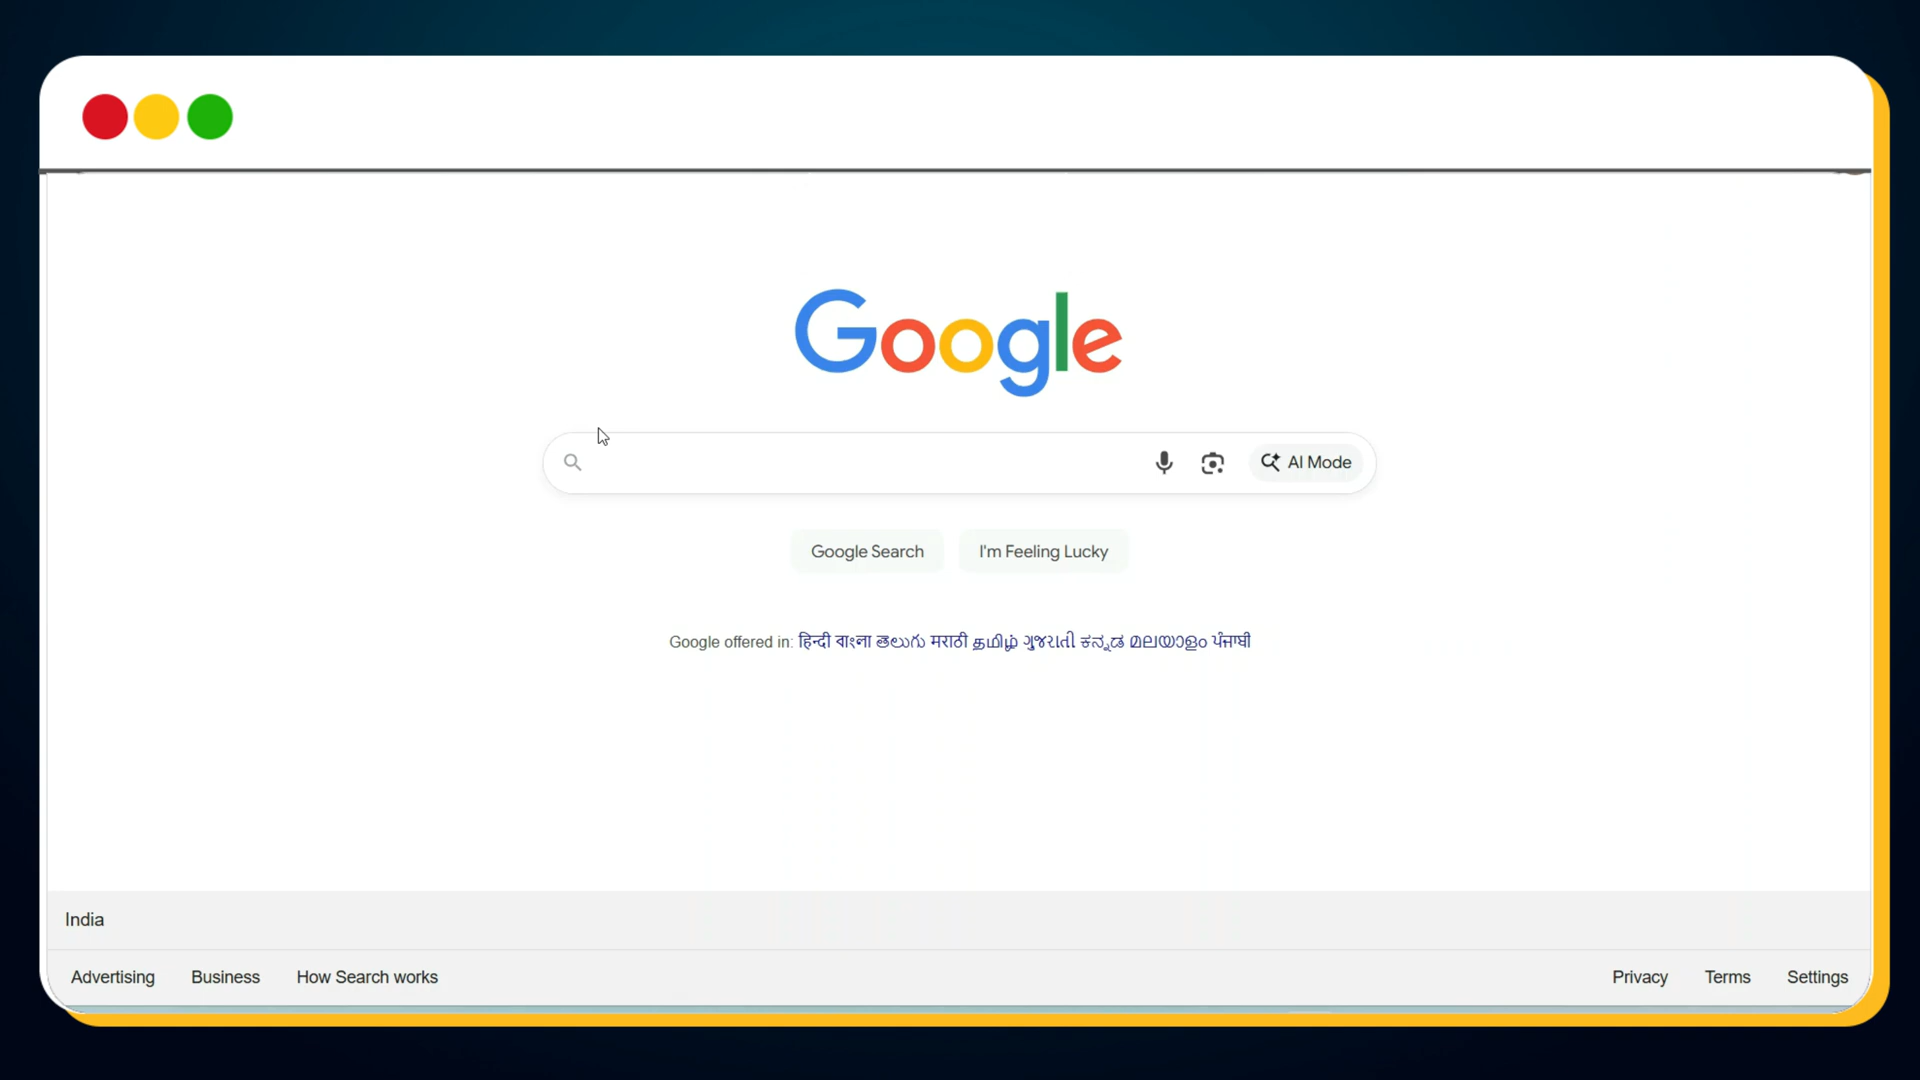 Google
AI Mode
Google Search
I'm Feeling Lucky
Google offered in: हिन्दी বাংলা తెలుగు मराठी தமிழ் ગુજરાતી ಕನ್ನಡ മലയാളം ਪੰਜਾਬੀ
India
Advertising Business How Search works Privacy Terms Settings